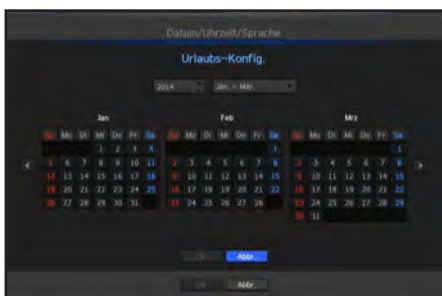 Datum/Uhrzeit/Sprache
Urlaubs-Konfig.
2014 Jan. ~ Mär.
Jan Feb Mrz
So Mo Di Mi Do Fr Sa So Mo Di Mi Do Fr Sa So Mo Di Mi Do Fr Sa
1 2 3 4 1 1
5 6 7 8 9 10 11 2 3 4 5 6 7 8 2 3 4 5 6 7 8
12 13 14 15 16 17 18 9 10 11 12 13 14 15 9 10 11 12 13 14 15
19 20 21 22 23 24 25 16 17 18 19 20 21 22 16 17 18 19 20 21 22
26 27 28 29 30 31 23 24 25 26 27 28 23 24 25 26 27 28 29
30 31
OK Abbr.
OK Abbr.